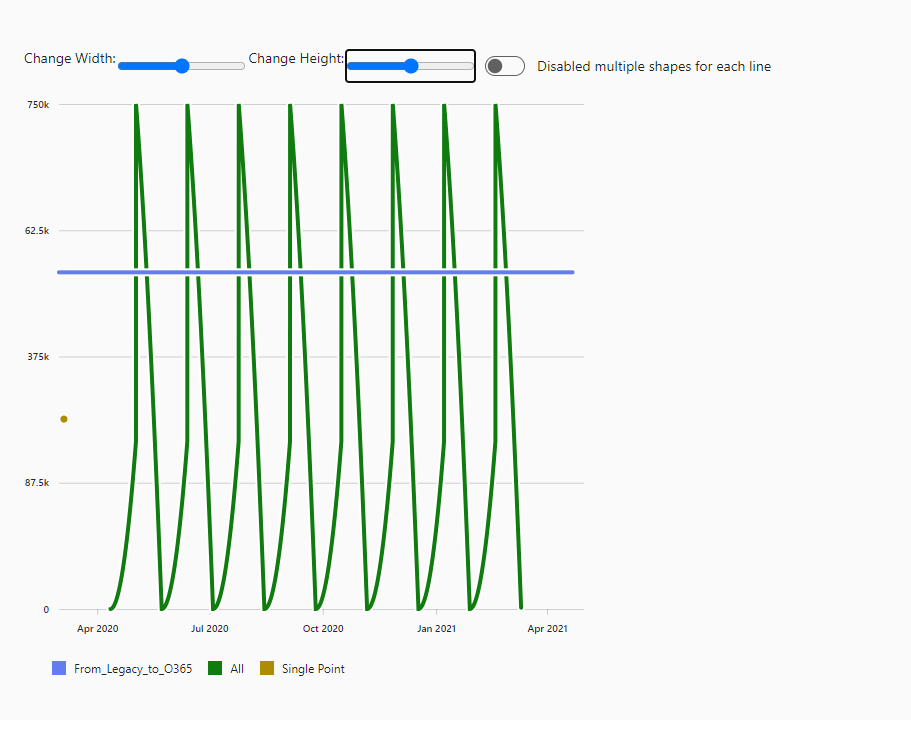 Change Width: Change Height: Disabled multiple shapes for each line
750k
62.5k
375k
87.5k
0
Apr 2020 Jul 2020 Oct 2020 Jan 2021 Apr 2021
From_Legacy_to_O365 All Single Point